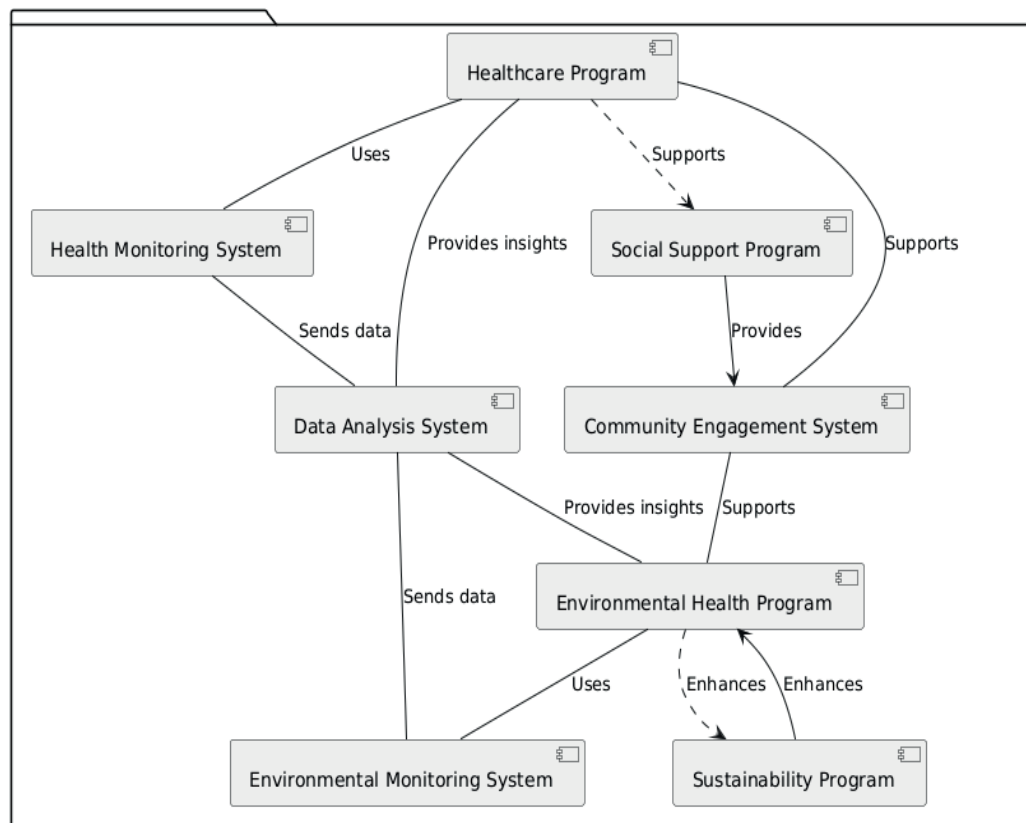 Healthcare Program
Uses
Supports
Health Monitoring System
Provides insights
Social Support Program
Supports
Sends data
Provides
Data Analysis System
Community Engagement System
Provides insights
Supports
Sends data
Environmental Health Program
Uses
Enhances
Enhances
Environmental Monitoring System
Sustainability Program